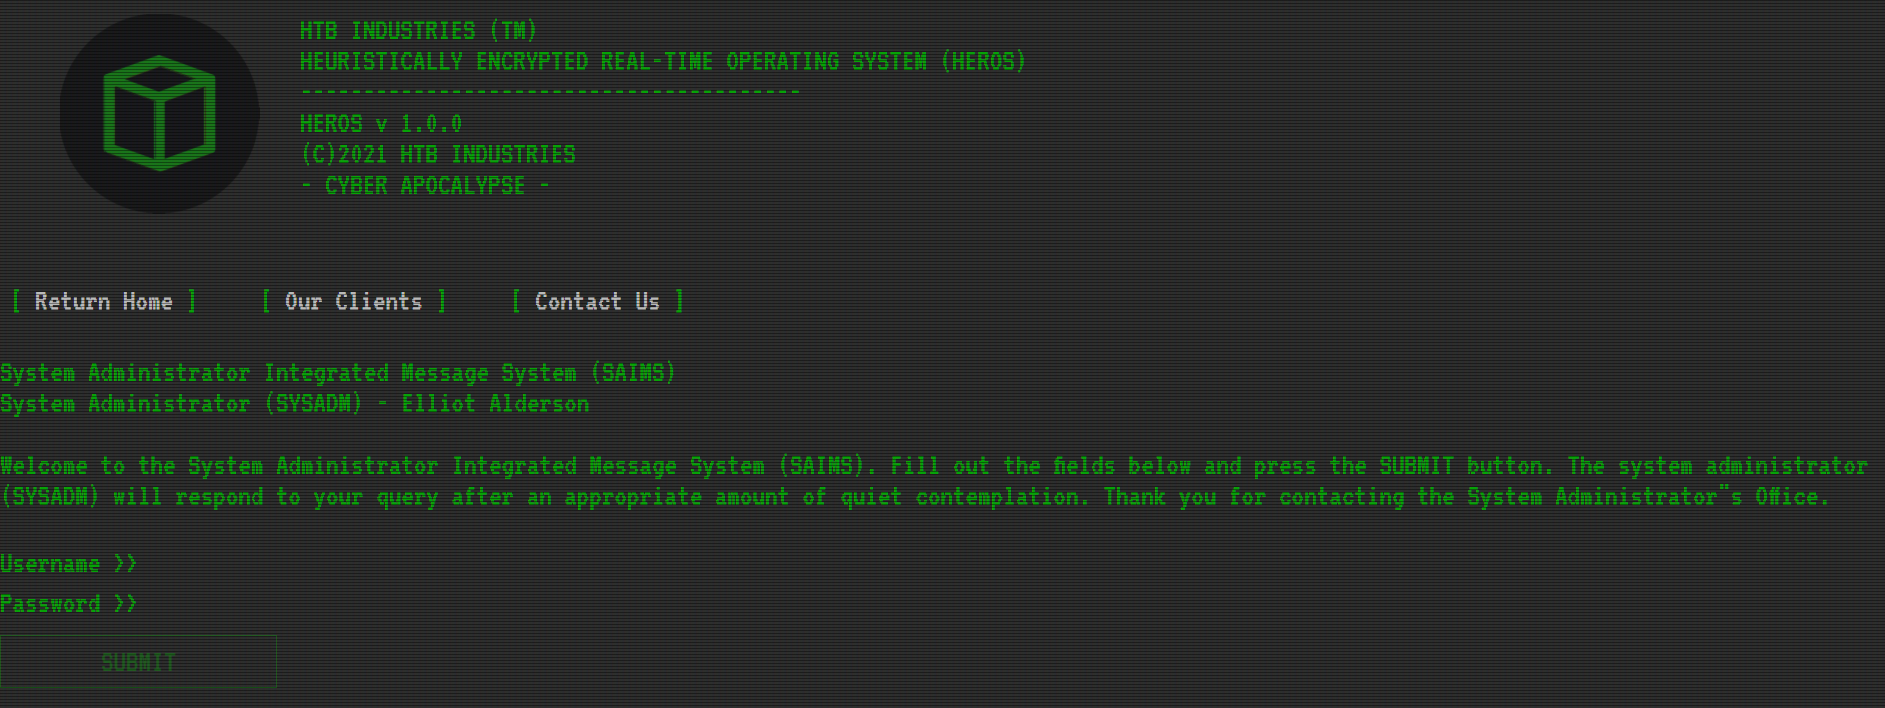 HTB INDUSTRIES (TM)
HEURISTICALLY ENCRYPTED REAL-TIME OPERATING SYSTEM (HEROS)
----------------------------------------
HEROS v 1.0.0
(C)2021 HTB INDUSTRIES
- CYBER APOCALYPSE -
[ Return Home ] [ Our Clients ] [ Contact Us ]
System Administrator Integrated Message System (SAIMS)
System Administrator (SYSADM) - Elliot Alderson
Welcome to the System Administrator Integrated Message System (SAIMS). Fill out the fields below and press the SUBMIT button. The system administrator
(SYSADM) will respond to your query after an appropriate amount of quiet contemplation. Thank you for contacting the System Administrator"s Office.
Username >>
Password >>
SUBMIT